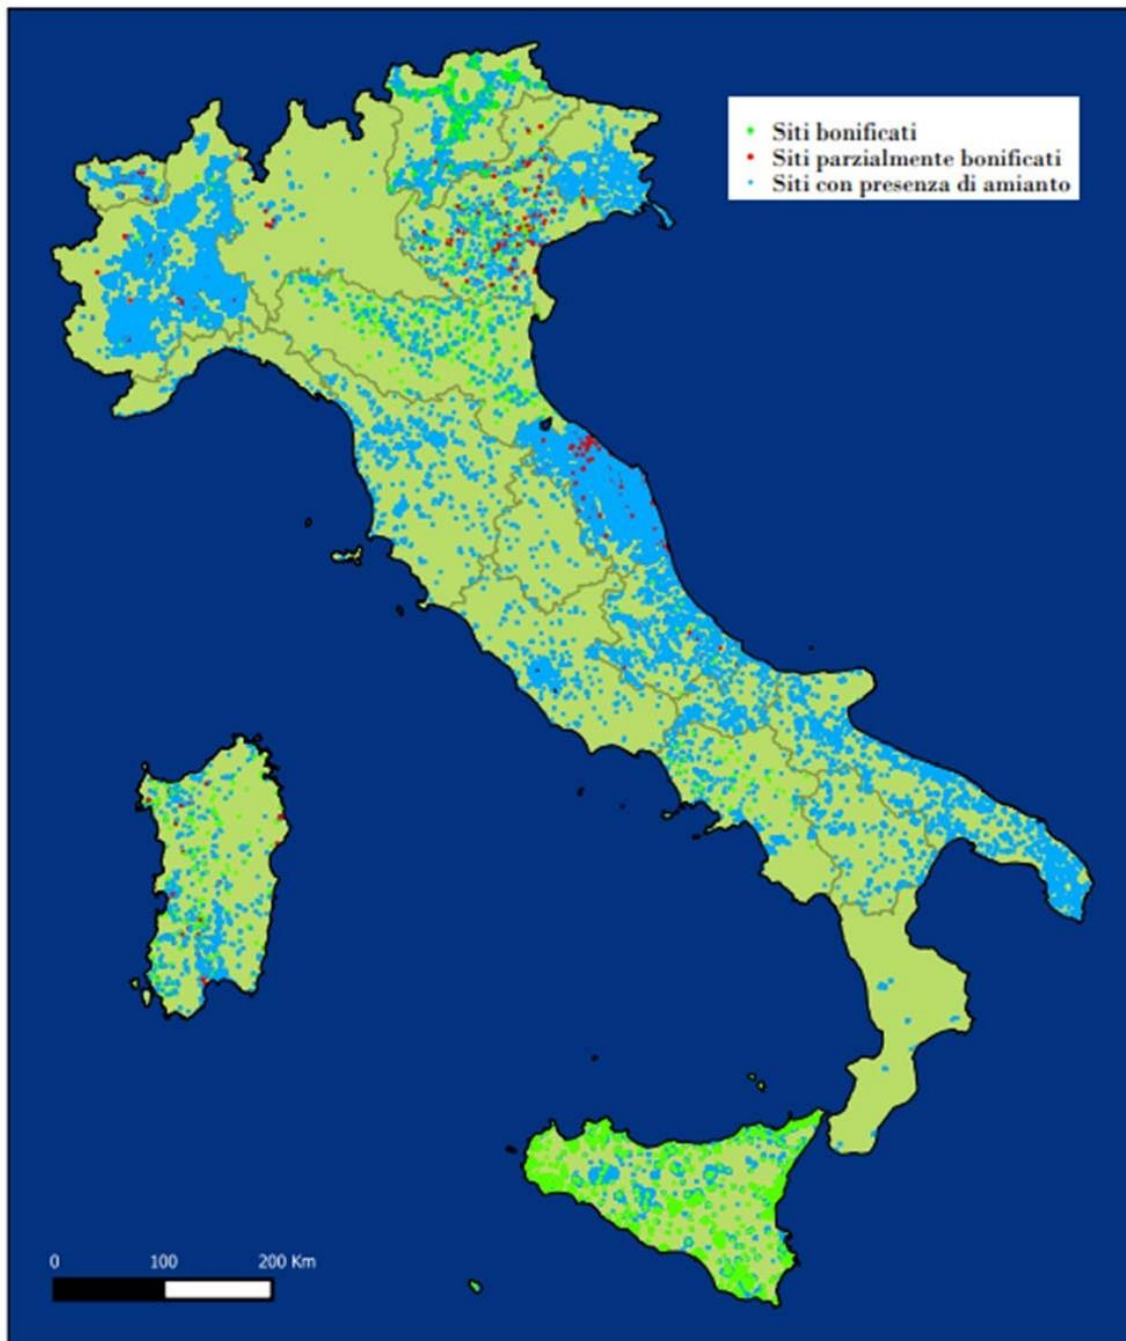 Siti bonificati
Siti parzialmente bonificati
Siti con presenza di amianto
0 100 200 Km